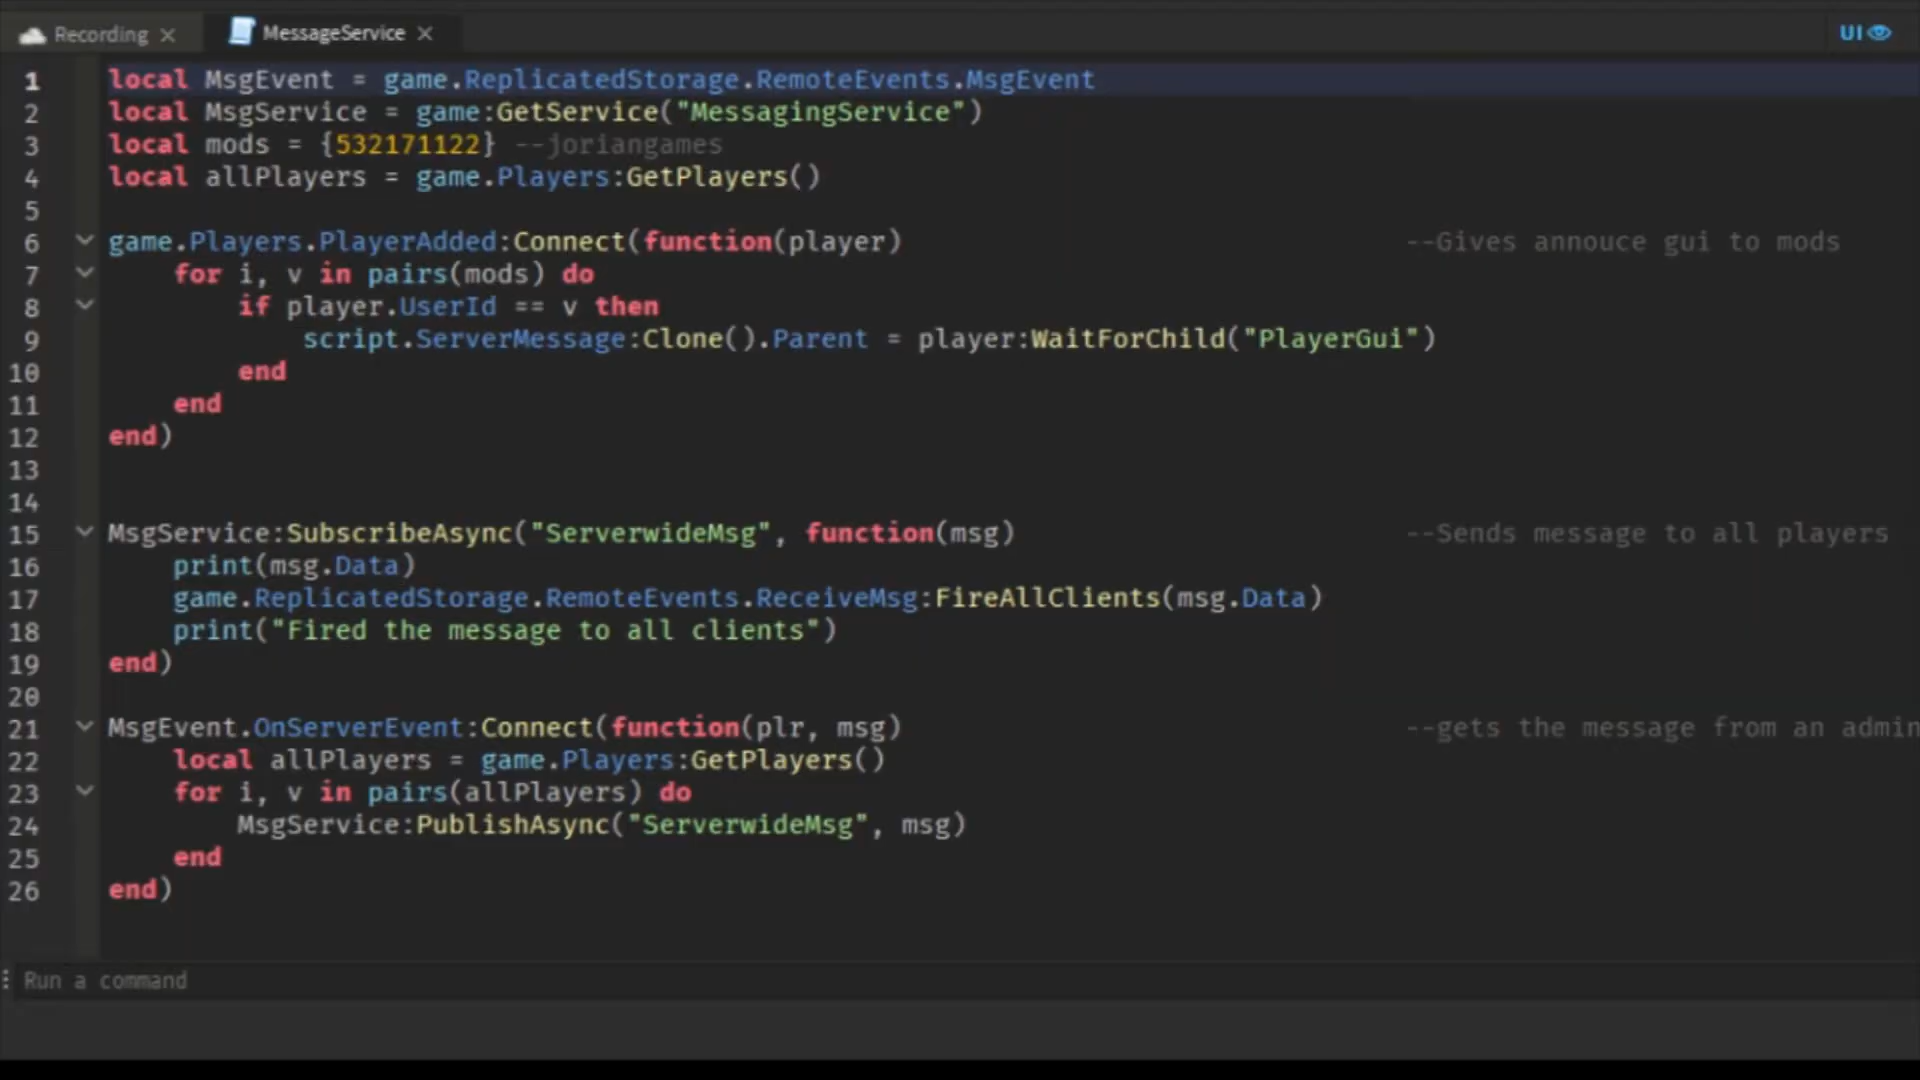 Recording
MessageService
UI
1 local MsgEvent = game.ReplicatedStorage.RemoteEvents.MsgEvent
2 local MsgService = game:GetService("MessagingService")
3 local mods = {532171122} --joriangames
4 local allPlayers = game.Players:GetPlayers()
5
6 game.Players.PlayerAdded:Connect(function(player) --Gives annouce gui to mods
7 for i, v in pairs(mods) do
8 if player.UserId == v then
9 script.ServerMessage:Clone().Parent = player:WaitForChild("PlayerGui")
10 end
11 end
12 end)
13
14
15 MsgService:SubscribeAsync("ServerwideMsg", function(msg) --Sends message to all players
16 print(msg.Data)
17 game.ReplicatedStorage.RemoteEvents.ReceiveMsg:FireAllClients(msg.Data)
18 print("Fired the message to all clients")
19 end)
20
21 MsgEvent.OnServerEvent:Connect(function(plr, msg) --gets the message from an admin
22 local allPlayers = game.Players:GetPlayers()
23 for i, v in pairs(allPlayers) do
24 MsgService:PublishAsync("ServerwideMsg", msg)
25 end
26 end)
Run a command